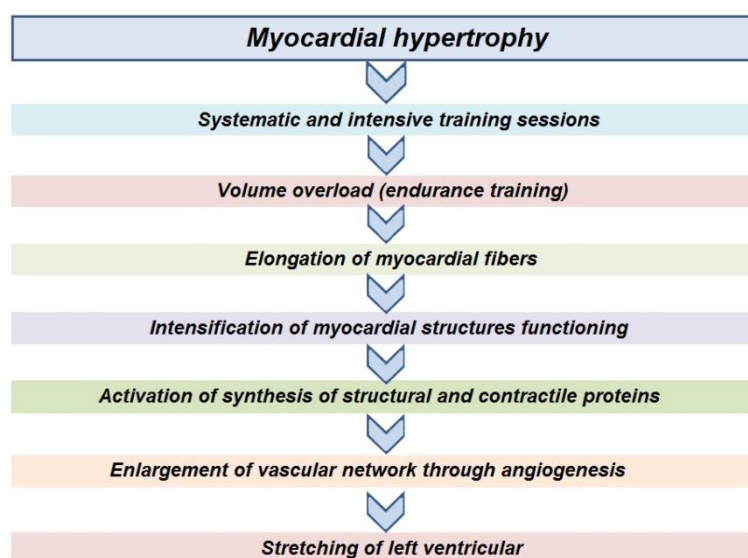 Myocardial hypertrophy
Systematic and intensive training sessions
Volume overload (endurance training)
Elongation of myocardial fibers
Intensification of myocardial structures functioning
Activation of synthesis of structural and contractile proteins
Enlargement of vascular network through angiogenesis
Stretching of left ventricular